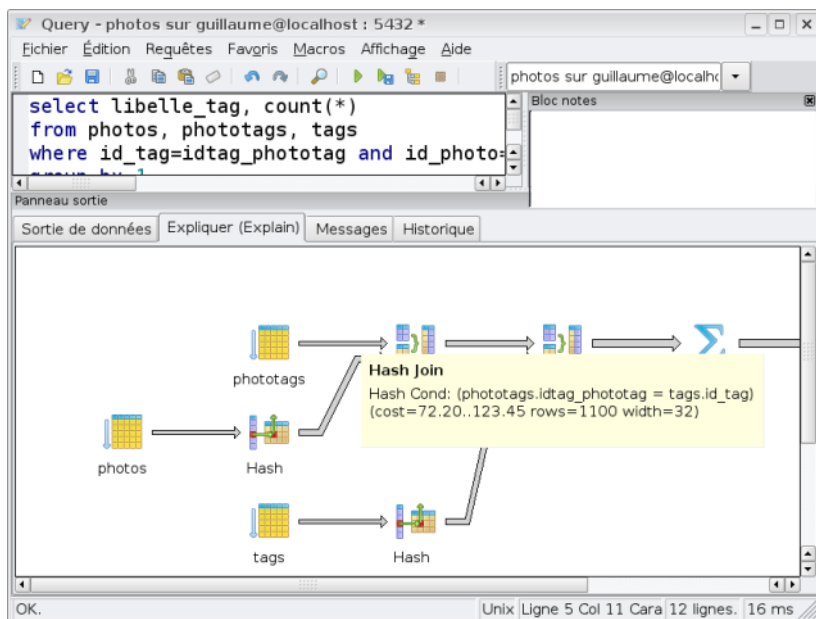 Query - photos sur guillaume@localhost : 5432 *
Fichier Édition Requêtes Favoris Macros Affichage Aide
photos sur guillaume@localho
select libelle_tag, count(*)
from photos, phototags, tags
where id_tag=idtag_phototag and id_photo=
group by 1
Bloc notes
Panneau sortie
Sortie de données Expliquer (Explain) Messages Historique
phototags
Hash Join
Hash Cond: (phototags.idtag_phototag = tags.id_tag)
(cost=72.20..123.45 rows=1100 width=32)
photos
Hash
tags
Hash
OK.
Unix Ligne 5 Col 11 Cara 12 lignes. 16 ms